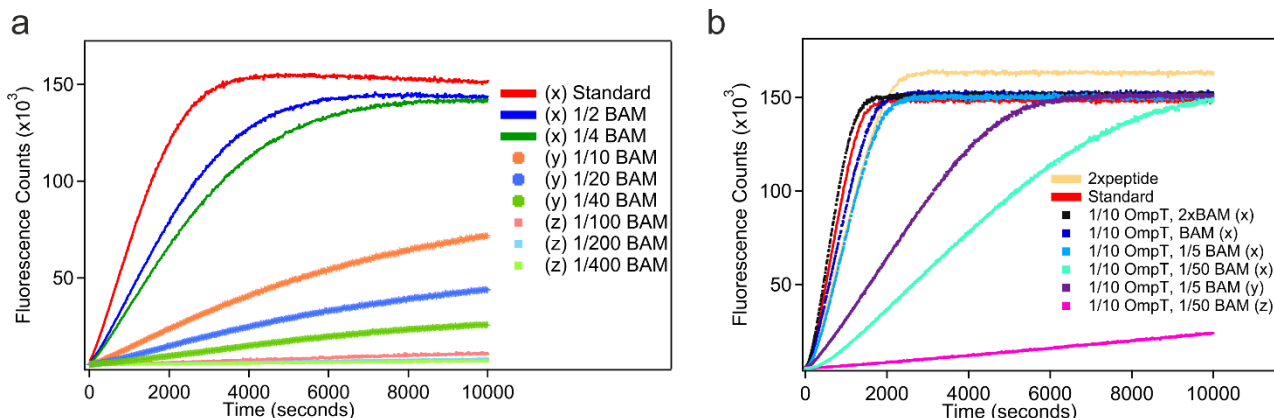 a
Fluorescence Counts (x10³)
150
100
50
0
2000
4000
6000
8000
10000
Time (seconds)
(x) Standard
(x) 1/2 BAM
(x) 1/4 BAM
(y) 1/10 BAM
(y) 1/20 BAM
(y) 1/40 BAM
(z) 1/100 BAM
(z) 1/200 BAM
(z) 1/400 BAM
b
Fluorescence Counts (x10³)
150
100
50
0
2000
4000
6000
8000
10000
Time (seconds)
2xpeptide
Standard
1/10 OmpT, 2xBAM (x)
1/10 OmpT, BAM (x)
1/10 OmpT, 1/5 BAM (x)
1/10 OmpT, 1/50 BAM (x)
1/10 OmpT, 1/5 BAM (y)
1/10 OmpT, 1/50 BAM (z)